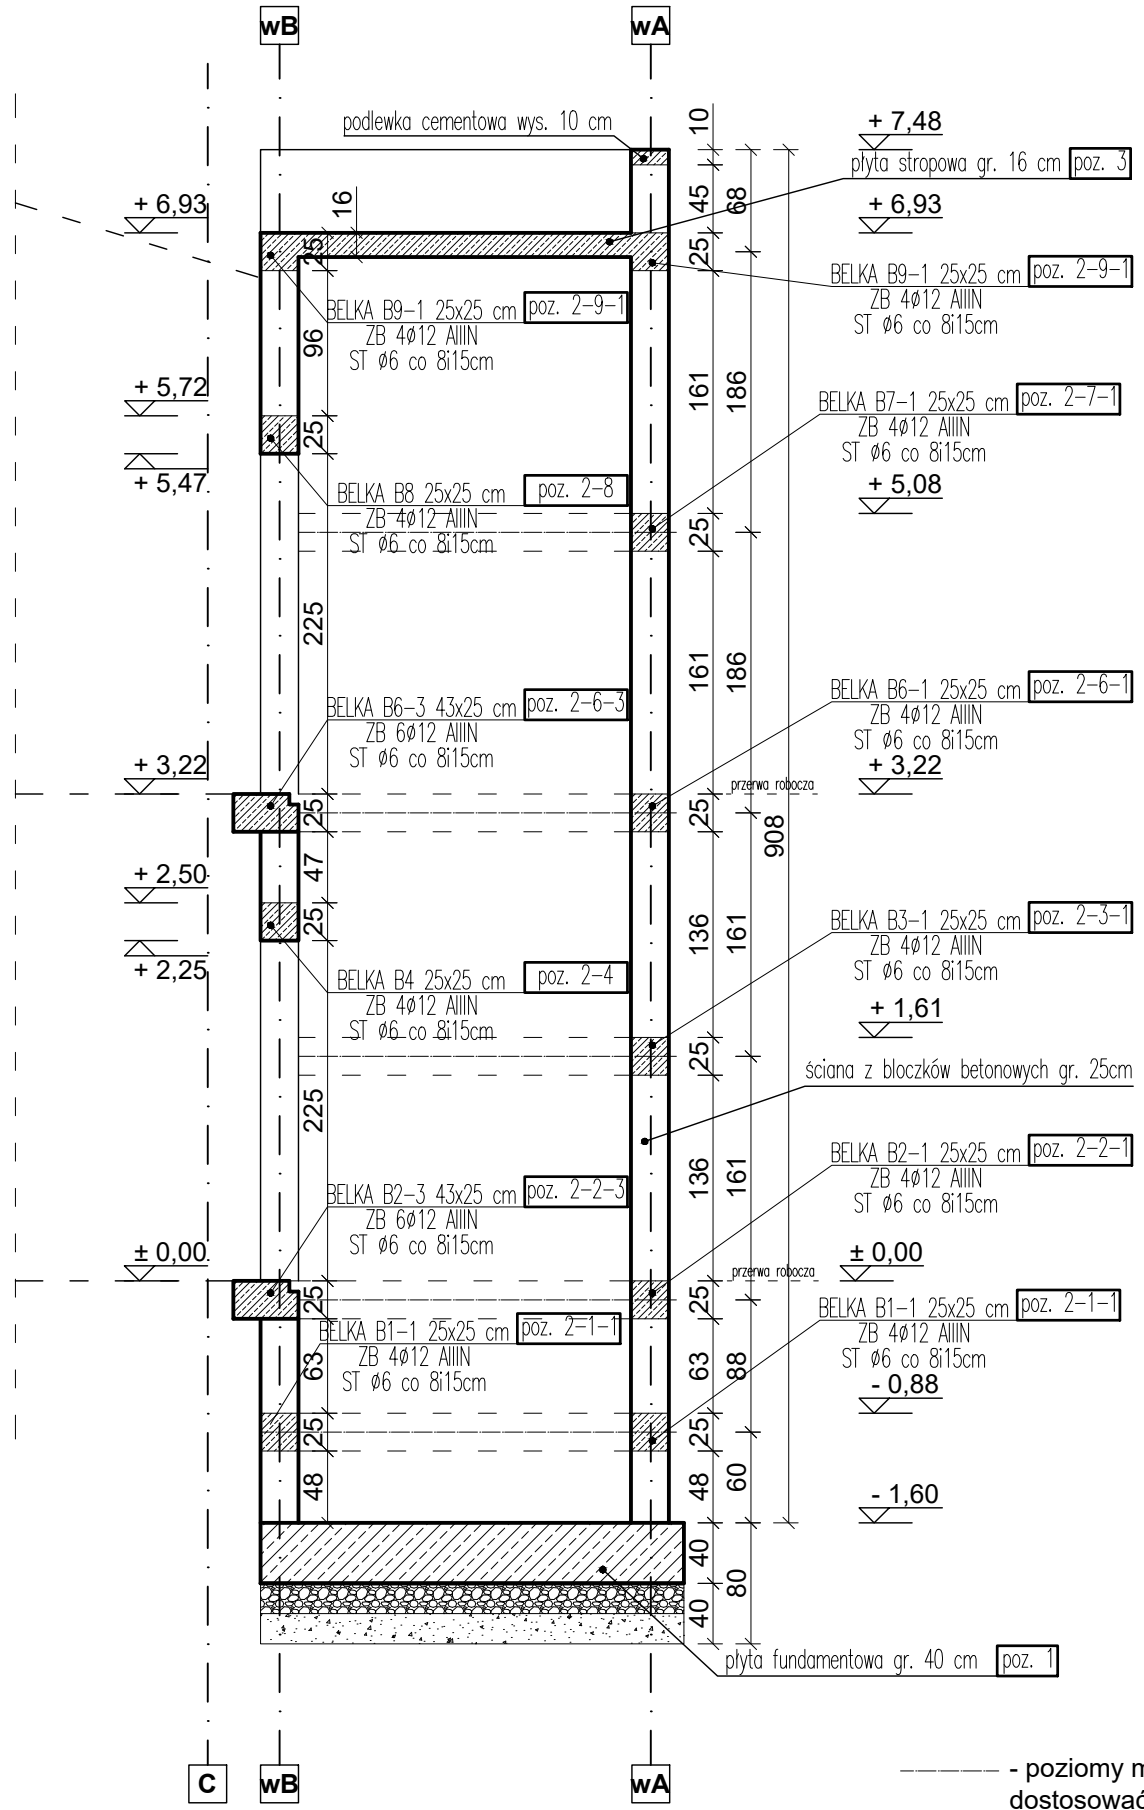 wB
wA
podlewka cementowa wys. 10 cm
10
+ 7,48
płyta stropowa gr. 16 cm
poz. 3
+ 6,93
16
45
68
+ 6,93
25
25
BELKA B9-1 25x25 cm
poz. 2-9-1
ZB 4ø12 AIIIN
ST ø6 co 8i15cm
BELKA B9-1 25x25 cm
poz. 2-9-1
ZB 4ø12 AIIIN
ST ø6 co 8i15cm
96
+ 5,72
161
186
BELKA B7-1 25x25 cm
poz. 2-7-1
ZB 4ø12 AIIIN
ST ø6 co 8i15cm
25
+ 5,47
+ 5,08
BELKA B8 25x25 cm
poz. 2-8
ZB 4ø12 AIIIN
ST ø6 co 8i15cm
25
225
161
186
BELKA B6-3 43x25 cm
poz. 2-6-3
ZB 6ø12 AIIIN
ST ø6 co 8i15cm
BELKA B6-1 25x25 cm
poz. 2-6-1
ZB 4ø12 AIIIN
ST ø6 co 8i15cm
+ 3,22
przerwa robocza
+ 3,22
25
25
908
47
+ 2,50
25
136
161
BELKA B3-1 25x25 cm
poz. 2-3-1
ZB 4ø12 AIIIN
ST ø6 co 8i15cm
+ 2,25
BELKA B4 25x25 cm
poz. 2-4
ZB 4ø12 AIIIN
ST ø6 co 8i15cm
+ 1,61
25
ściana z bloczków betonowych gr. 25cm
225
136
161
BELKA B2-1 25x25 cm
poz. 2-2-1
ZB 4ø12 AIIIN
ST ø6 co 8i15cm
BELKA B2-3 43x25 cm
poz. 2-2-3
ZB 6ø12 AIIIN
ST ø6 co 8i15cm
± 0,00
przerwa robocza
± 0,00
25
25
BELKA B1-1 25x25 cm
poz. 2-1-1
ZB 4ø12 AIIIN
ST ø6 co 8i15cm
BELKA B1-1 25x25 cm
poz. 2-1-1
ZB 4ø12 AIIIN
ST ø6 co 8i15cm
63
63
88
- 0,88
25
25
48
48
60
- 1,60
40
80
40
płyta fundamentowa gr. 40 cm
poz. 1
C
wB
wA
- poziomy m
dostosować